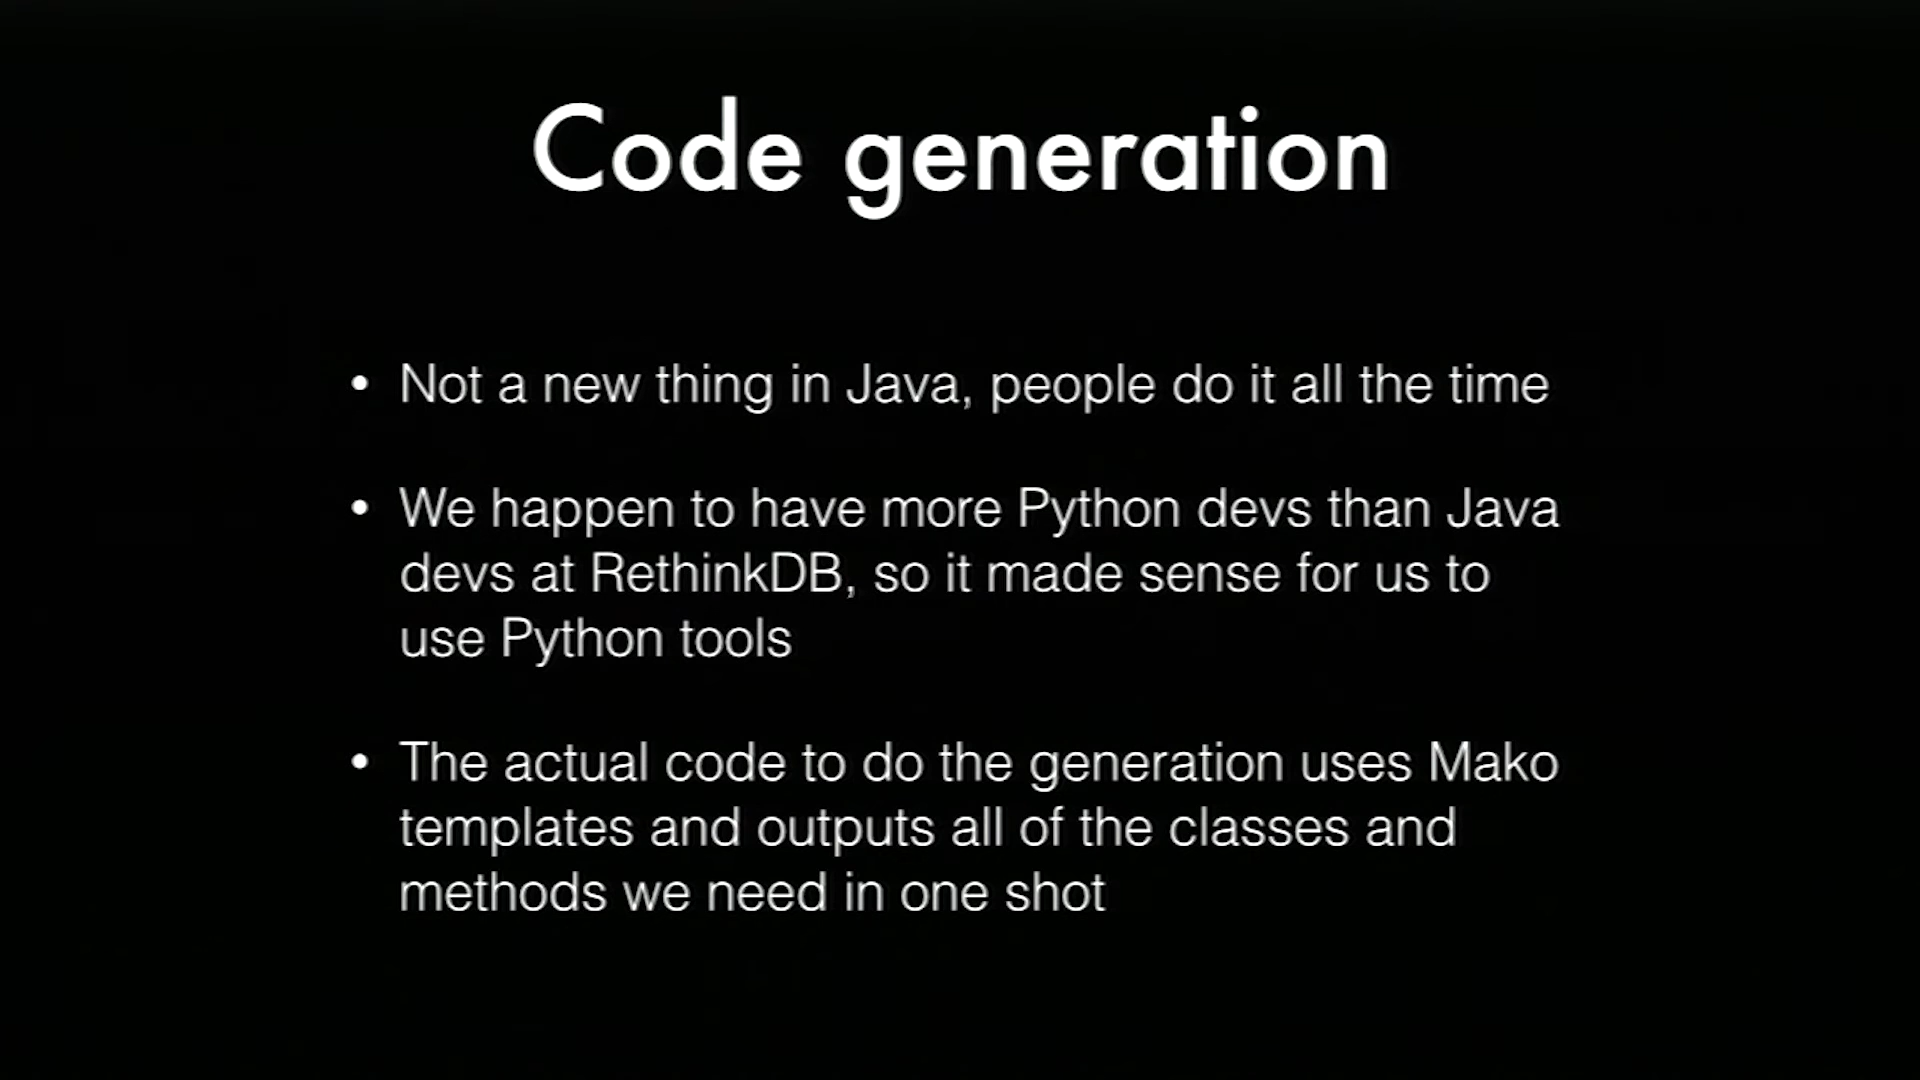 Code generation
• Not a new thing in Java, people do it all the time
• We happen to have more Python devs than Java
devs at RethinkDB, so it made sense for us to
use Python tools
• The actual code to do the generation uses Mako
templates and outputs all of the classes and
methods we need in one shot